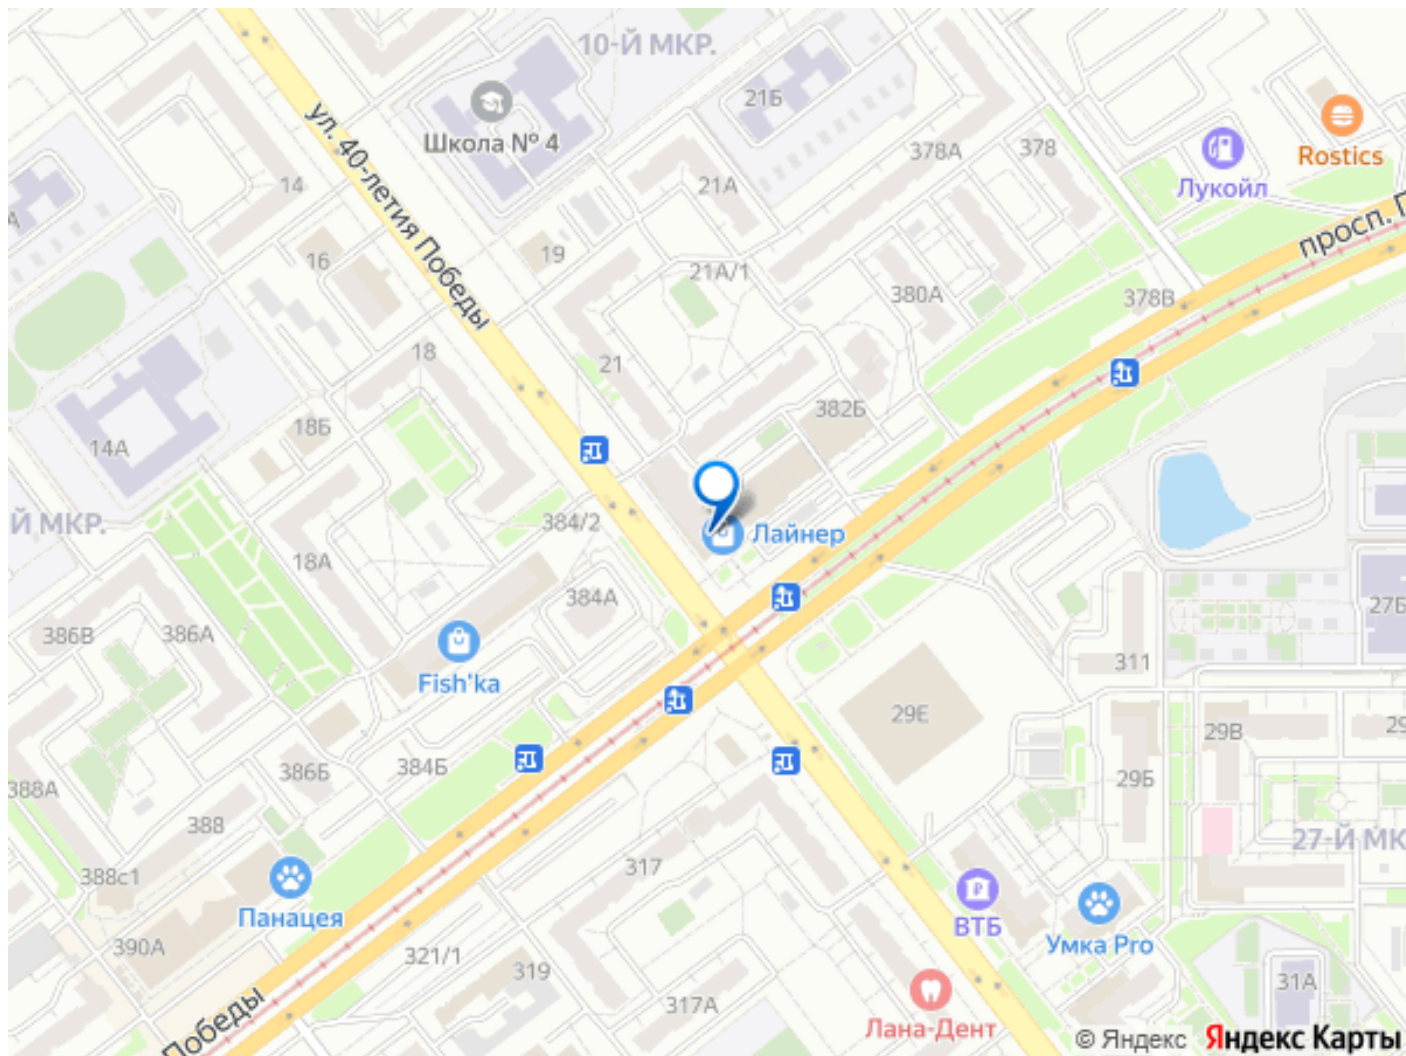 10-Й МКР.
21Б
Школа № 4
378А
378
Rostics
Лукойл
14
21А
ул. 40-летия Победы
просп. П
А
16
19
21А/1
380А
378В
18
21
382Б
18Б
14А
Й МКР.
384/2
Лайнер
18А
384А
27Б
386В
386А
Fish'ka
311
29Е
29В
29
388А
386Б
384Б
29Б
388
27-Й МК
388с1
317
Панацея
ВТБ
Умка Pro
390А
321/1
319
31А
317А
Победы
Лана-Дент
© Яндекс Яндекс Карты